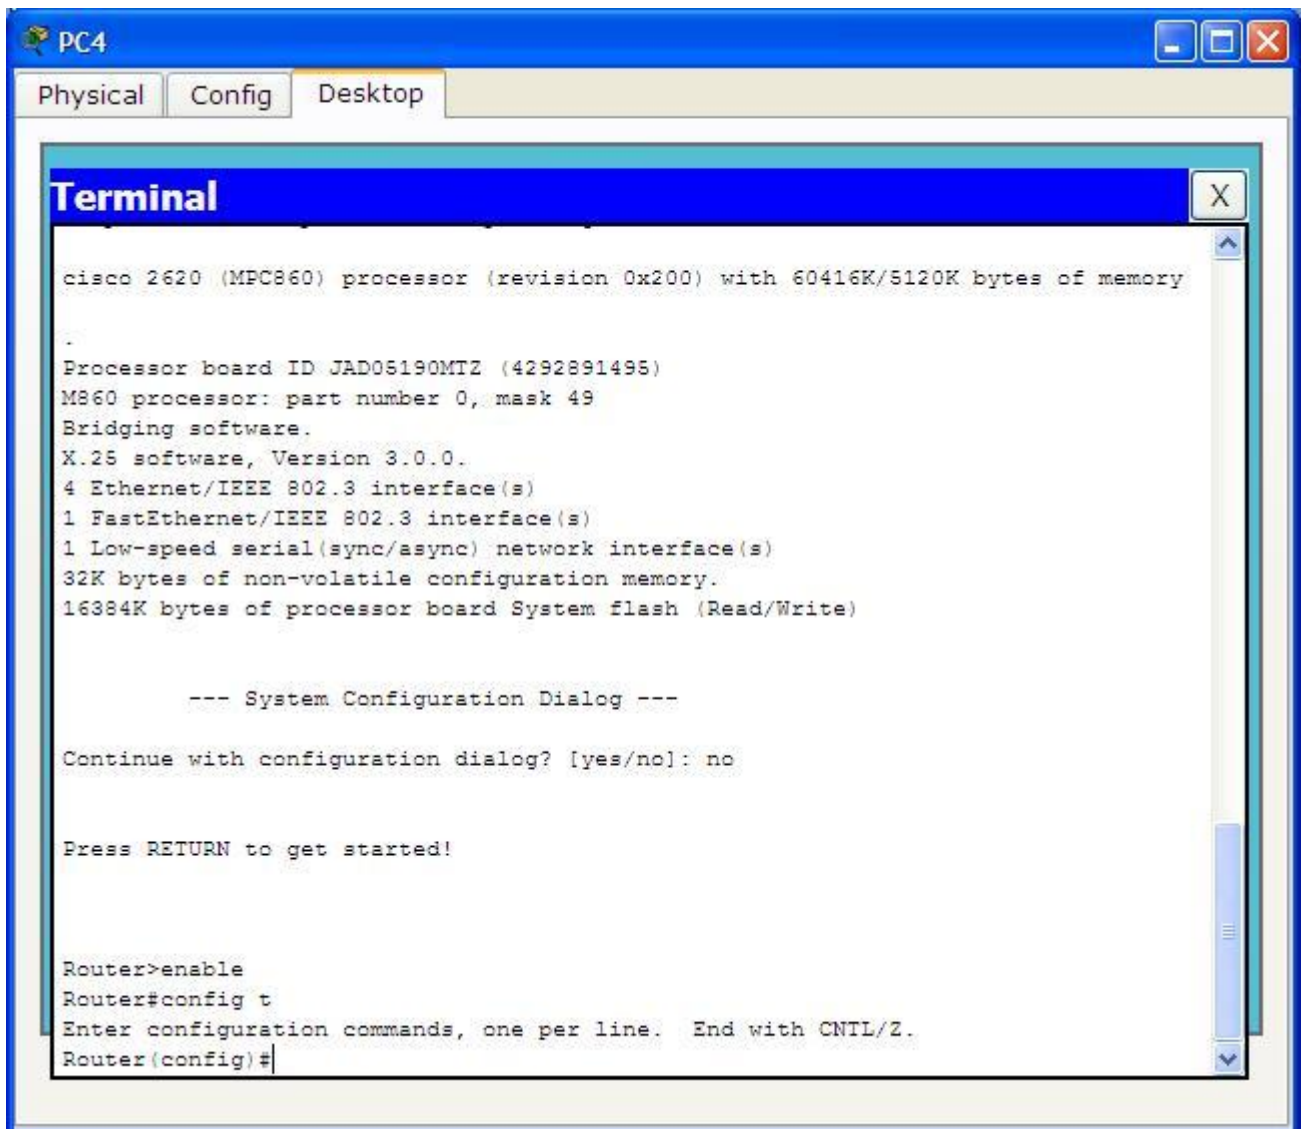 PC4
Physical Config Desktop
Terminal
X
cisco 2620 (MPC860) processor (revision 0x200) with 60416K/5120K bytes of memory
.
Processor board ID JAD05190MTZ (4292891495)
M860 processor: part number 0, mask 49
Bridging software.
X.25 software, Version 3.0.0.
4 Ethernet/IEEE 802.3 interface(s)
1 FastEthernet/IEEE 802.3 interface(s)
1 Low-speed serial(sync/async) network interface(s)
32K bytes of non-volatile configuration memory.
16384K bytes of processor board System flash (Read/Write)
--- System Configuration Dialog ---
Continue with configuration dialog? [yes/no]: no
Press RETURN to get started!
Router>enable
Router#config t
Enter configuration commands, one per line.  End with CNTL/Z.
Router(config)#